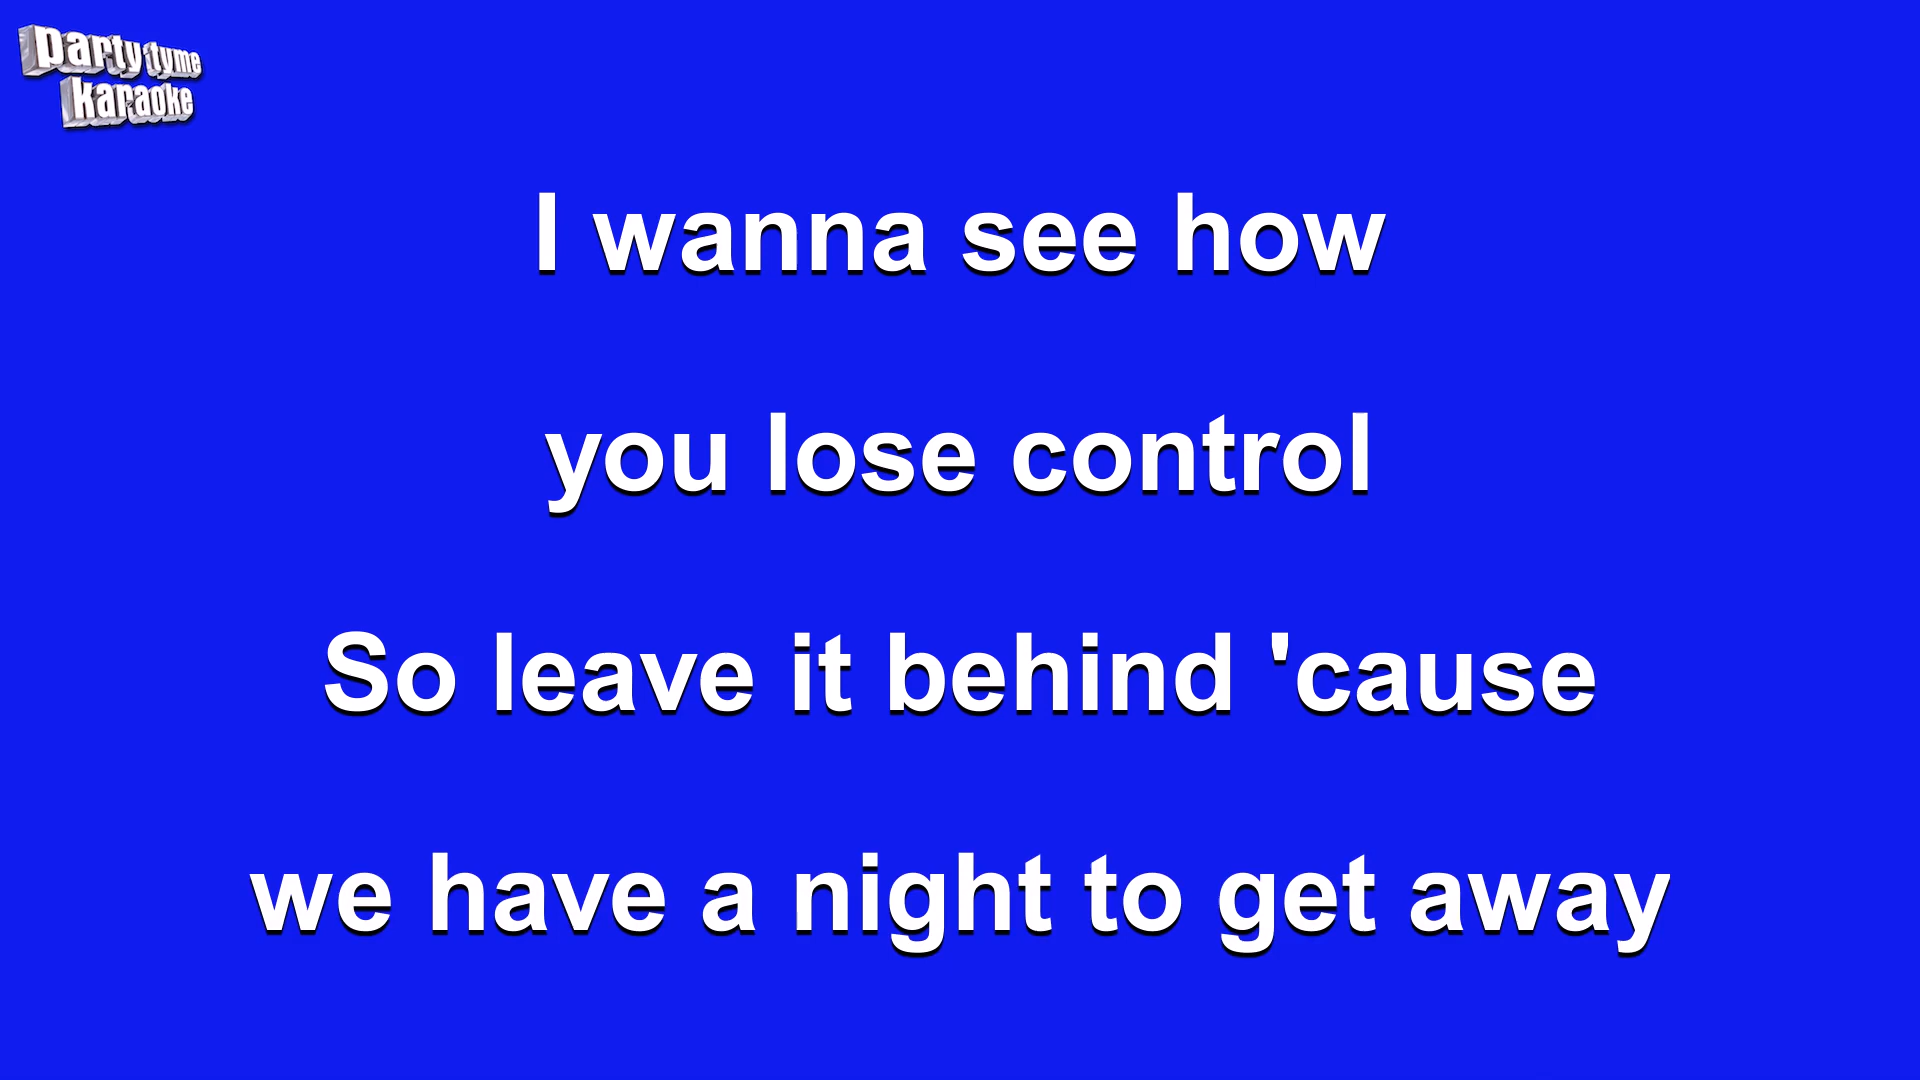 party tyme
karaoke
I wanna see how
you lose control
So leave it behind 'cause
we have a night to get away